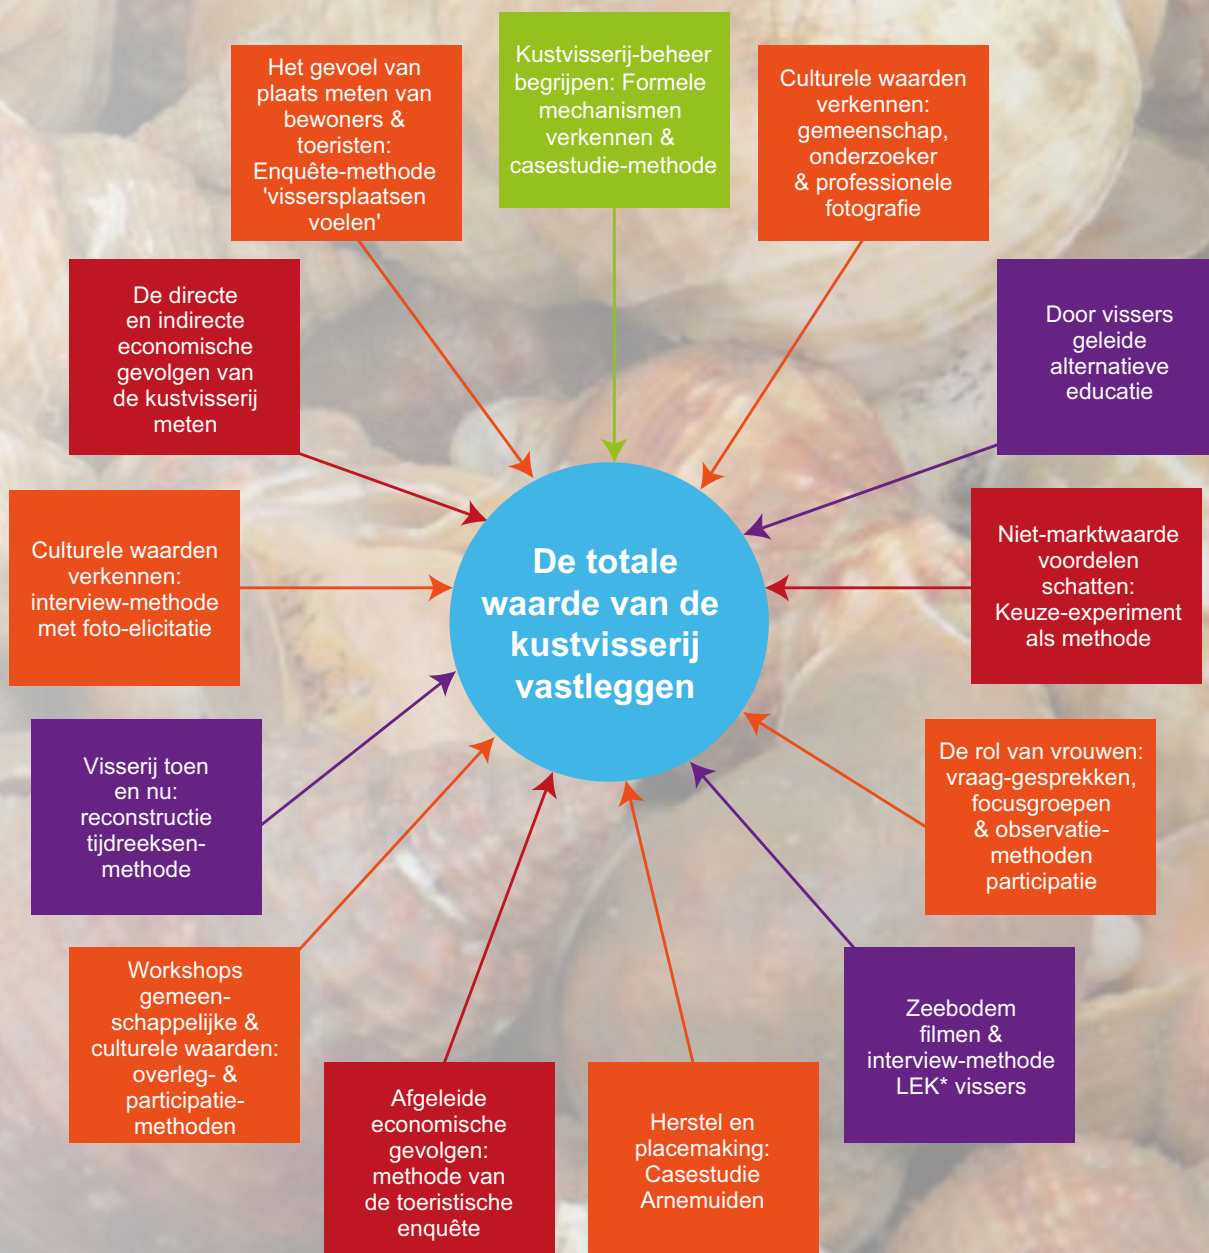 Kustvisserij-beheer
begrijpen: Formele
mechanismen
verkennen &
casestudie-methode
Het gevoel van
plaats meten van
bewoners &
toeristen:
Enquête-methode
'vissersplaatsen
voelen'
Culturele waarden
verkennen:
gemeenschap,
onderzoeker
& professionele
fotografie
De directe
en indirecte
economische
gevolgen van
de kustvisserij
meten
Door vissers
geleide
alternatieve
educatie
Culturele waarden
verkennen:
interview-methode
met foto-elicitatie
De totale
waarde van de
kustvisserij
vastleggen
Niet-marktwaarde
voordelen
schatten:
Keuze-experiment
als methode
Visserij toen
en nu:
reconstructie
tijdreeksen-
methode
De rol van vrouwen:
vraag-gesprekken,
focusgroepen
& observatie-
methoden
participatie
Workshops
gemeen-
schappelijke &
culturele waarden:
overleg- &
participatie-
methoden
Afgeleide
economische
gevolgen:
methode van
de toeristische
enquête
Herstel en
placemaking:
Casestudie
Arnemuiden
Zeebodem
filmen &
interview-methode
LEK* vissers